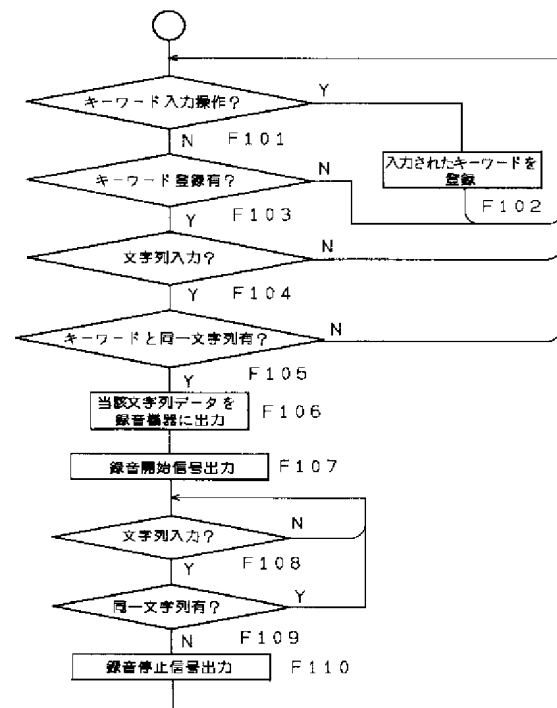 キーワード入力操作？
Y
N
F101
入力されたキーワードを
登録
F102
キーワード登録有？
N
Y
F103
文字列入力？
N
Y
F104
キーワードと同一文字列有？
N
Y
F105
当該文字列データを
録音機器に出力
F106
録音開始信号出力
F107
文字列入力？
N
Y
F108
同一文字列有？
Y
N
F109
録音停止信号出力
F110